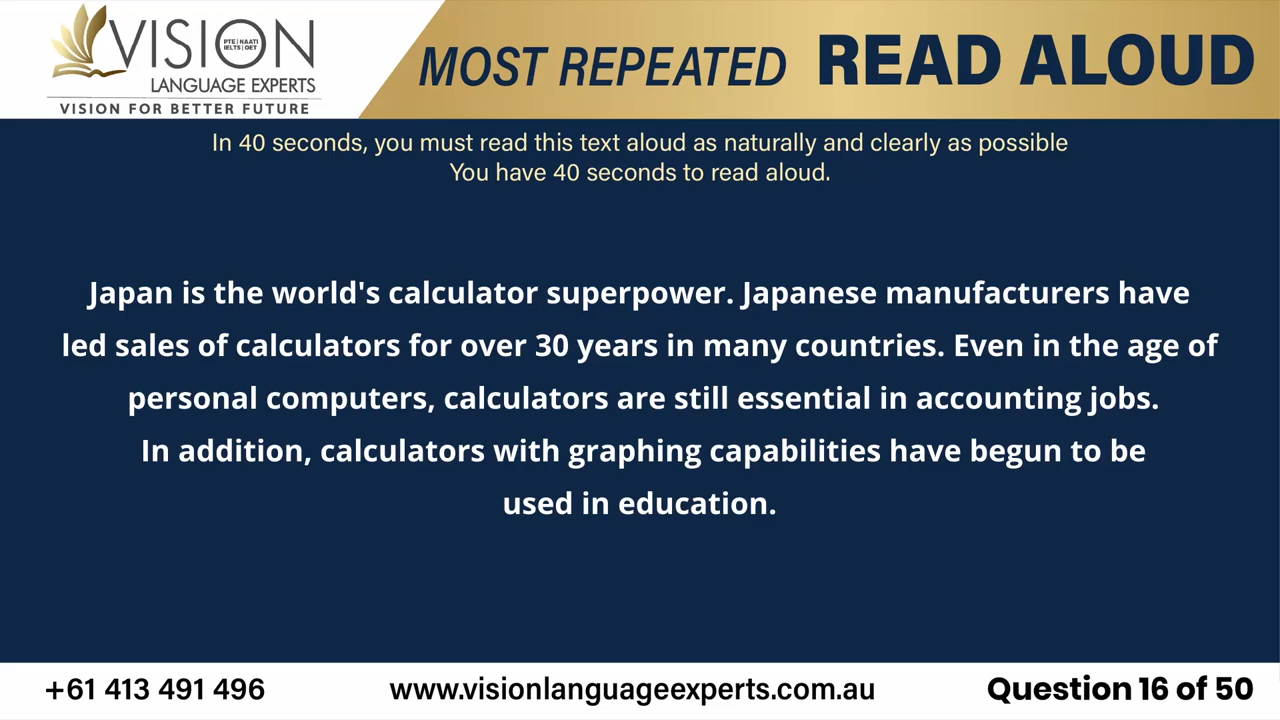 VISION
PTE | NAATI
IELTS | OET
LANGUAGE EXPERTS
VISION FOR BETTER FUTURE
MOST REPEATED READ ALOUD
In 40 seconds, you must read this text aloud as naturally and clearly as possible
You have 40 seconds to read aloud.
Japan is the world's calculator superpower. Japanese manufacturers have
led sales of calculators for over 30 years in many countries. Even in the age of
personal computers, calculators are still essential in accounting jobs.
In addition, calculators with graphing capabilities have begun to be
used in education.
+61 413 491 496 www.visionlanguageexperts.com.au Question 16 of 50